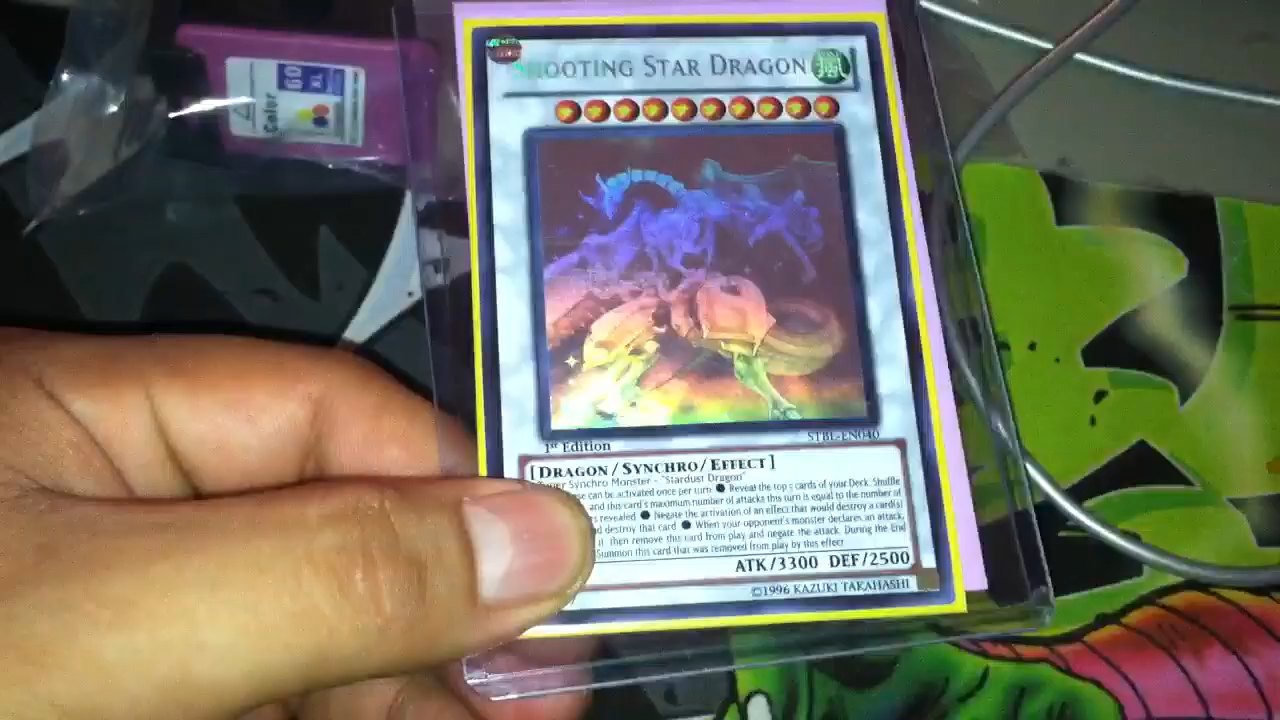 HOOTING STAR DRAGON
風
60 XL
Color
1st Edition
STBL-EN040
[DRAGON/SYNCHRO/EFFECT]
Synchro Monster - "Stardust Dragon"
can be activated once per turn: ● Reveal the top 5 cards of your Deck. Shuffle
and this card's maximum number of attacks this turn is equal to the number of
revealed. ● Negate the activation of an effect that would destroy a card(s)
destroy that card. ● When your opponent's monster declares an attack,
then remove this card from play and negate the attack. During the End
Summon this card that was removed from play by this effect.
ATK/3300 DEF/2500
©1996 KAZUKI TAKAHASHI